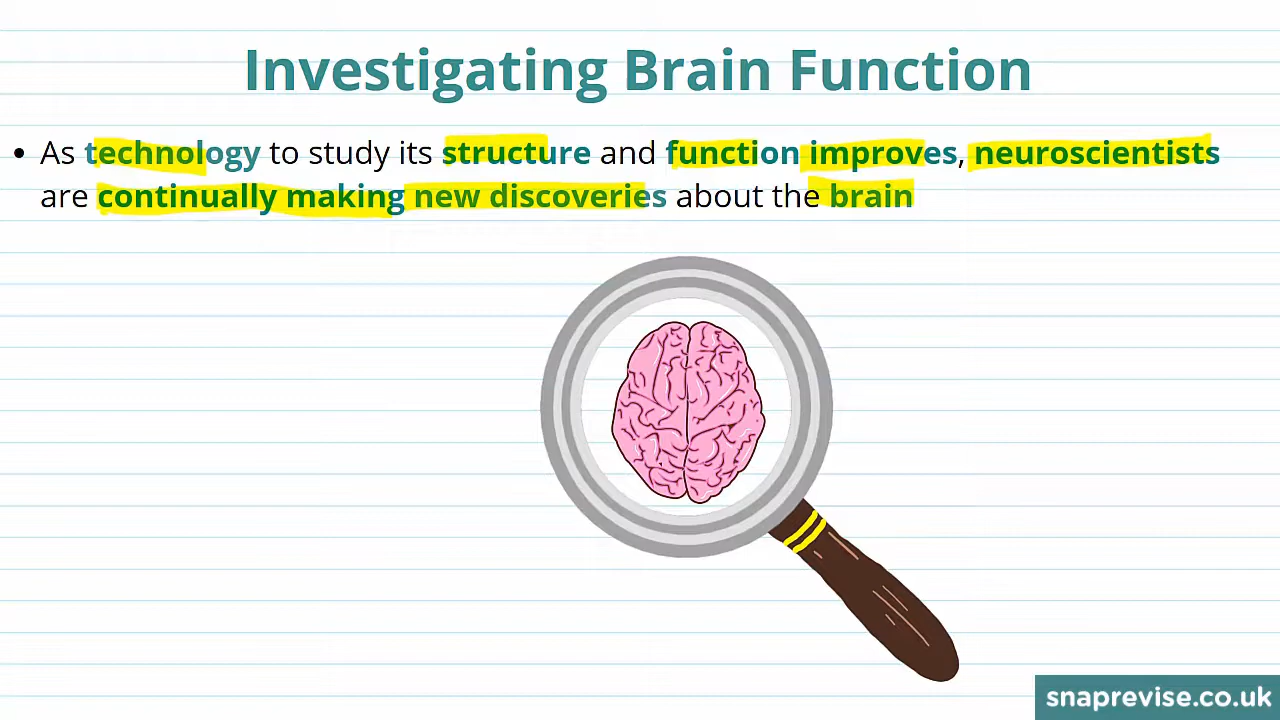 Investigating Brain Function
• As technology to study its structure and function improves, neuroscientists
are continually making new discoveries about the brain
snaprevise.co.uk